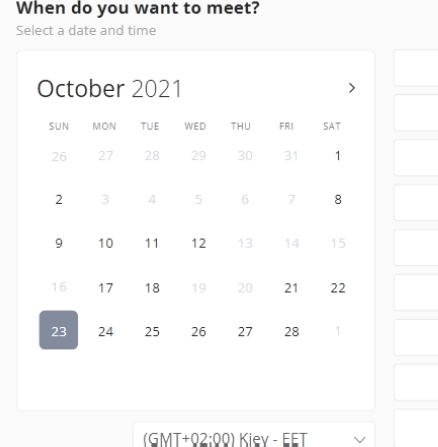 When do you want to meet?
Select a date and time
October 2021
SUN MON TUE WED THU FRI SAT
26 27 28 29 30 31 1
2 3 4 5 6 7 8
9 10 11 12 13 14 15
16 17 18 19 20 21 22
23 24 25 26 27 28 1
(GMT+02:00) Kiev - EET